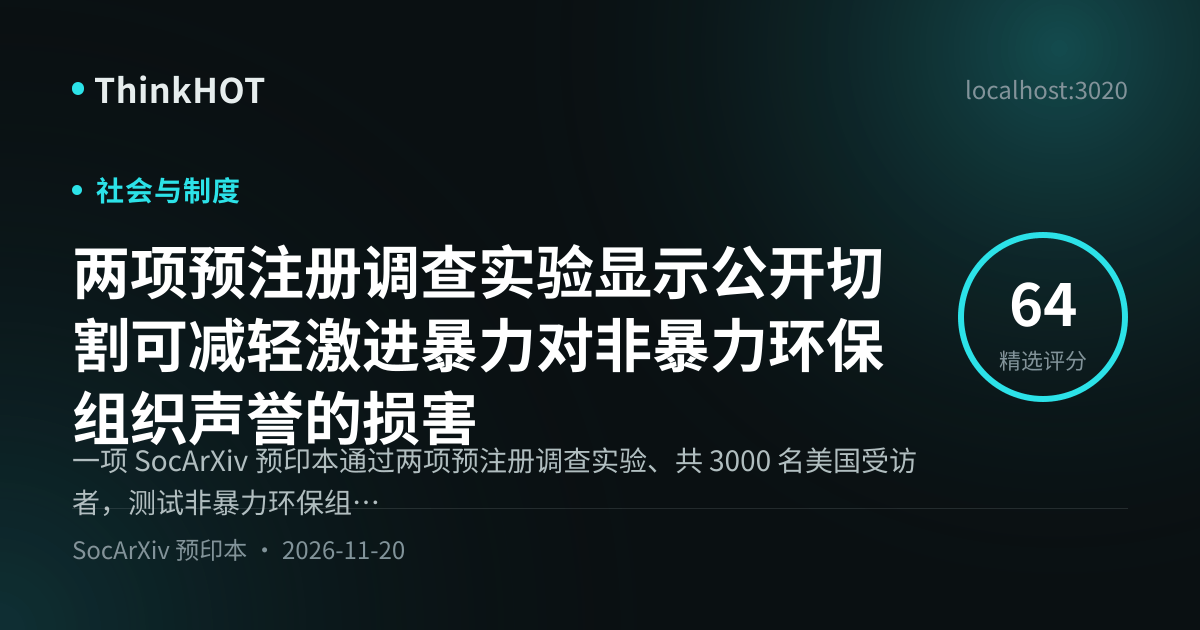 ThinkHOT
localhost:3020
社会与制度
两项预注册调查实验显示公开切
割可减轻激进暴力对非暴力环保
组织声誉的损害
64
精选评分
一项 SocArXiv 预印本通过两项预注册调查实验、共 3000 名美国受访
者，测试非暴力环保组…
SocArXiv 预印本 · 2026-11-20